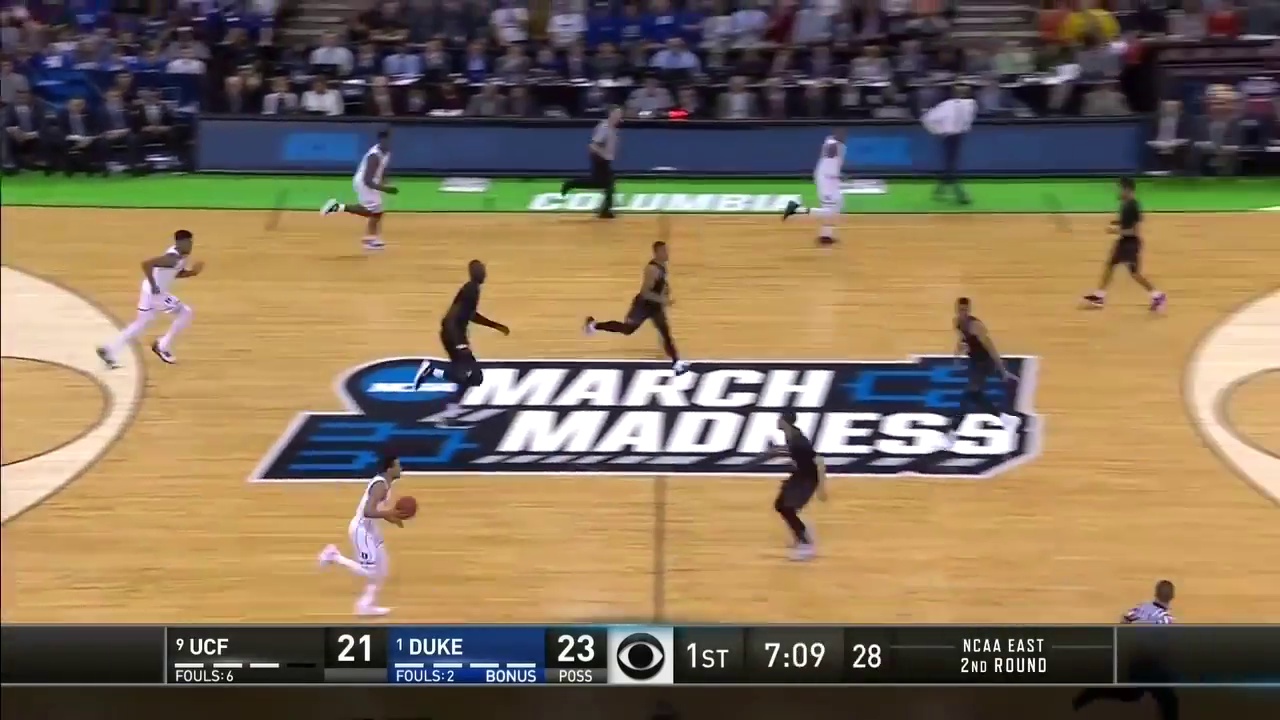 COLUMBIA
NCAA MARCH
MADNESS
9 UCF 21 1 DUKE 23 1ST 7:09 28 NCAA EAST
2ND ROUND
FOULS:6 FOULS:2 BONUS POSS